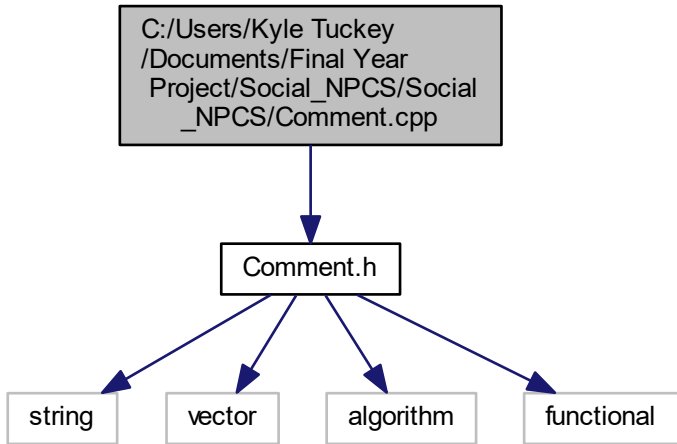 C:/Users/Kyle Tuckey
/Documents/Final Year
Project/Social_NPCS/Social
_NPCS/Comment.cpp
Comment.h
string
vector
algorithm
functional